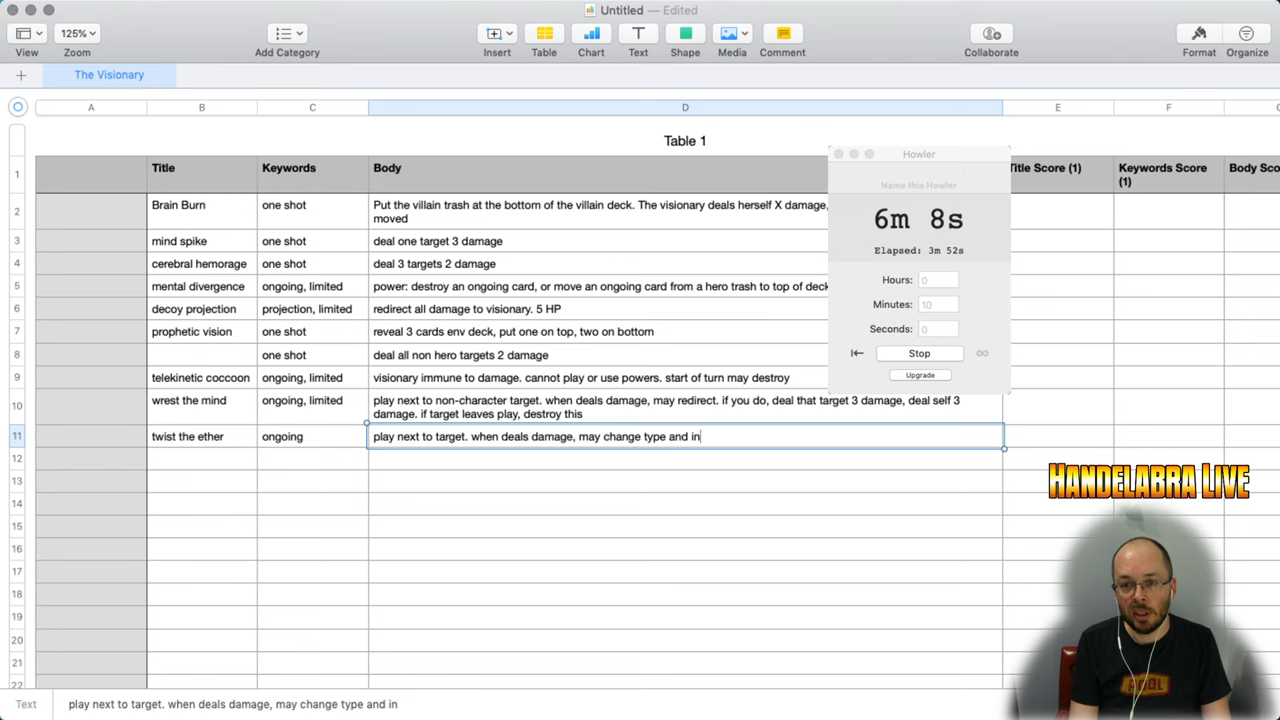 Untitled — Edited
125%
View
Zoom
Add Category
Insert
Table
Chart
Text
Shape
Media
Comment
Collaborate
Format
Organize
The Visionary
A
B
C
D
E
F
Table 1
1
Title
Keywords
Body
Title Score (1)
Keywords Score (1)
Body Sco
2
Brain Burn
one shot
Put the villain trash at the bottom of the villain deck. The visionary deals herself X damage,
moved
3
mind spike
one shot
deal one target 3 damage
4
cerebral hemorage
one shot
deal 3 targets 2 damage
5
mental divergence
ongoing, limited
power: destroy an ongoing card, or move an ongoing card from a hero trash to top of deck
6
decoy projection
projection, limited
redirect all damage to visionary. 5 HP
7
prophetic vision
one shot
reveal 3 cards env deck, put one on top, two on bottom
8
one shot
deal all non hero targets 2 damage
9
telekinetic coccoon
ongoing, limited
visionary immune to damage. cannot play or use powers. start of turn may destroy
10
wrest the mind
ongoing, limited
play next to non-character target. when deals damage, may redirect. if you do, deal that target 3 damage, deal self 3
damage. if target leaves play, destroy this
11
twist the ether
ongoing
play next to target. when deals damage, may change type and in
12
13
14
15
16
17
18
19
20
21
22
Howler
Name this Howler
6m 8s
Elapsed: 3m 52s
Hours: 0
Minutes: 10
Seconds: 0
Stop
Upgrade
HANDELABRA LIVE
POOL
Text
play next to target. when deals damage, may change type and in